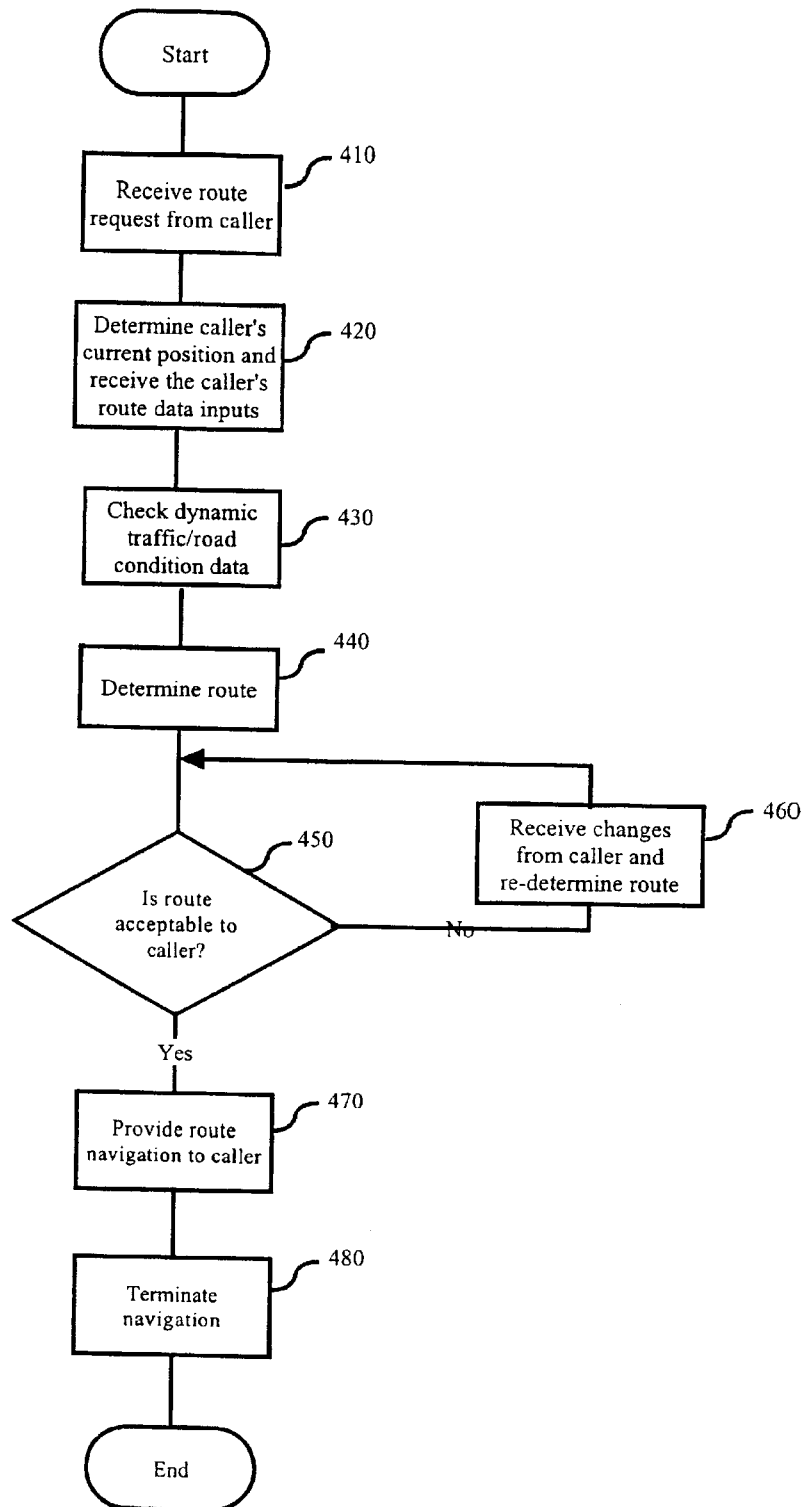 Start
410
Receive route
request from caller
420
Determine caller's
current position and
receive the caller's
route data inputs
430
Check dynamic
traffic/road
condition data
440
Determine route
460
Receive changes
from caller and
re-determine route
450
Is route
acceptable to
caller?
No
Yes
470
Provide route
navigation to caller
480
Terminate
navigation
End